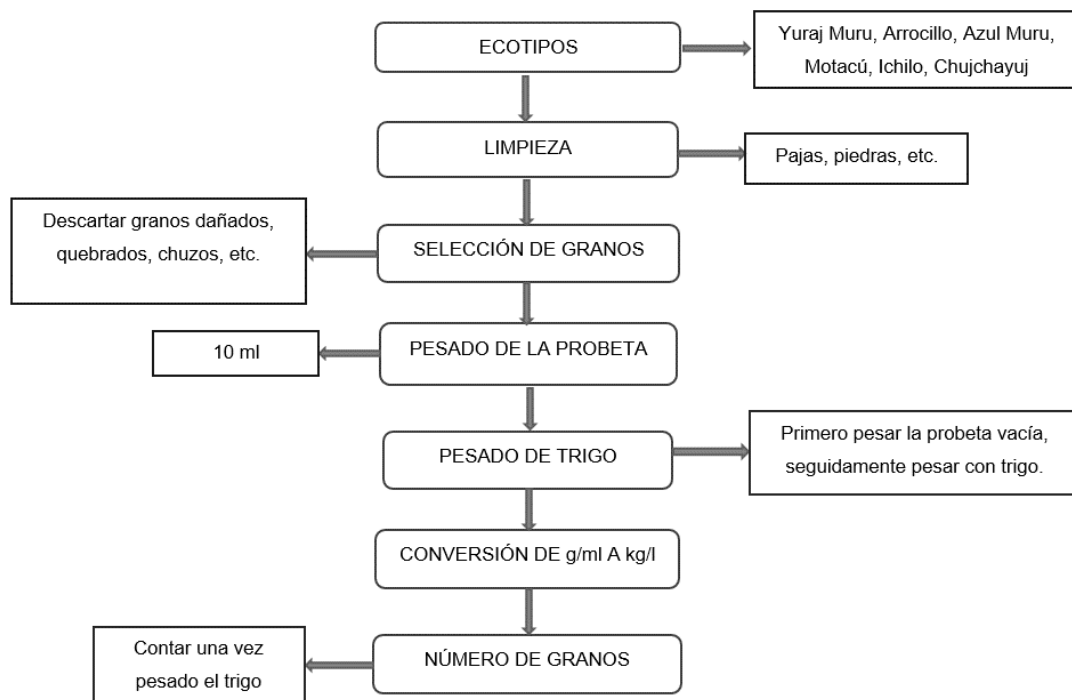 ECOTIPOS
Yuraj Muru, Arrocillo, Azul Muru,
Motacú, Ichilo, Chujchayuj
LIMPIEZA
Pajas, piedras, etc.
Descartar granos dañados,
quebrados, chuzos, etc.
SELECCIÓN DE GRANOS
10 ml
PESADO DE LA PROBETA
PESADO DE TRIGO
Primero pesar la probeta vacía,
seguidamente pesar con trigo.
CONVERSIÓN DE g/ml A kg/l
Contar una vez
pesado el trigo
NÚMERO DE GRANOS